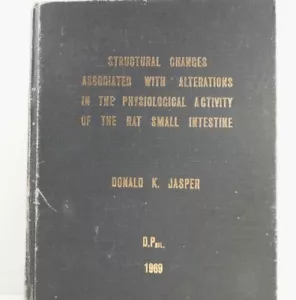 STRUCTURAL CHANGES
ASSOCIATED WITH ALTERATIONS
IN THE PHYSIOLOGICAL ACTIVITY
OF THE RAT SMALL INTESTINE
DONALD K. JASPER
D.PHIL.
1969